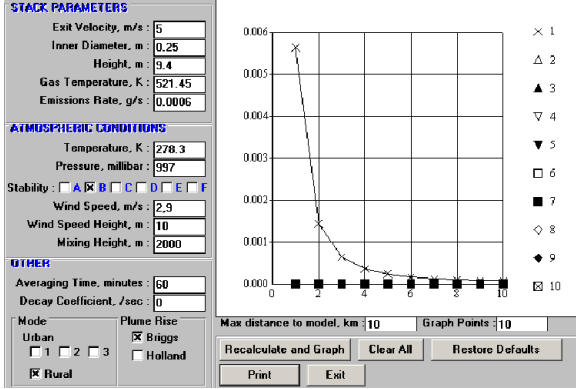 STACK PARAMETERS
Exit Velocity, m/s : 5
Inner Diameter, m : 0.25
Height, m : 9.4
Gas Temperature, K : 521.45
Emissions Rate, g/s : 0.0006
ATMOSPHERIC CONDITIONS
Temperature, K : 278.3
Pressure, millibar : 997
Stability : A B C D E F
Wind Speed, m/s : 2,9
Wind Speed Height, m : 10
Mixing Height, m : 2000
OTHER
Averaging Time, minutes : 60
Decay Coefficient, /sec : 0
Mode
Urban
1 2 3
Rural
Plume Rise
Briggs
Holland
0.006
0.005
0.004
0.003
0.002
0.001
0.000
0 2 4 6 8 10
1
2
3
4
5
6
7
8
9
10
Max distance to model, km : 10 Graph Points : 10
Recalculate and Graph Clear All Restore Defaults
Print Exit